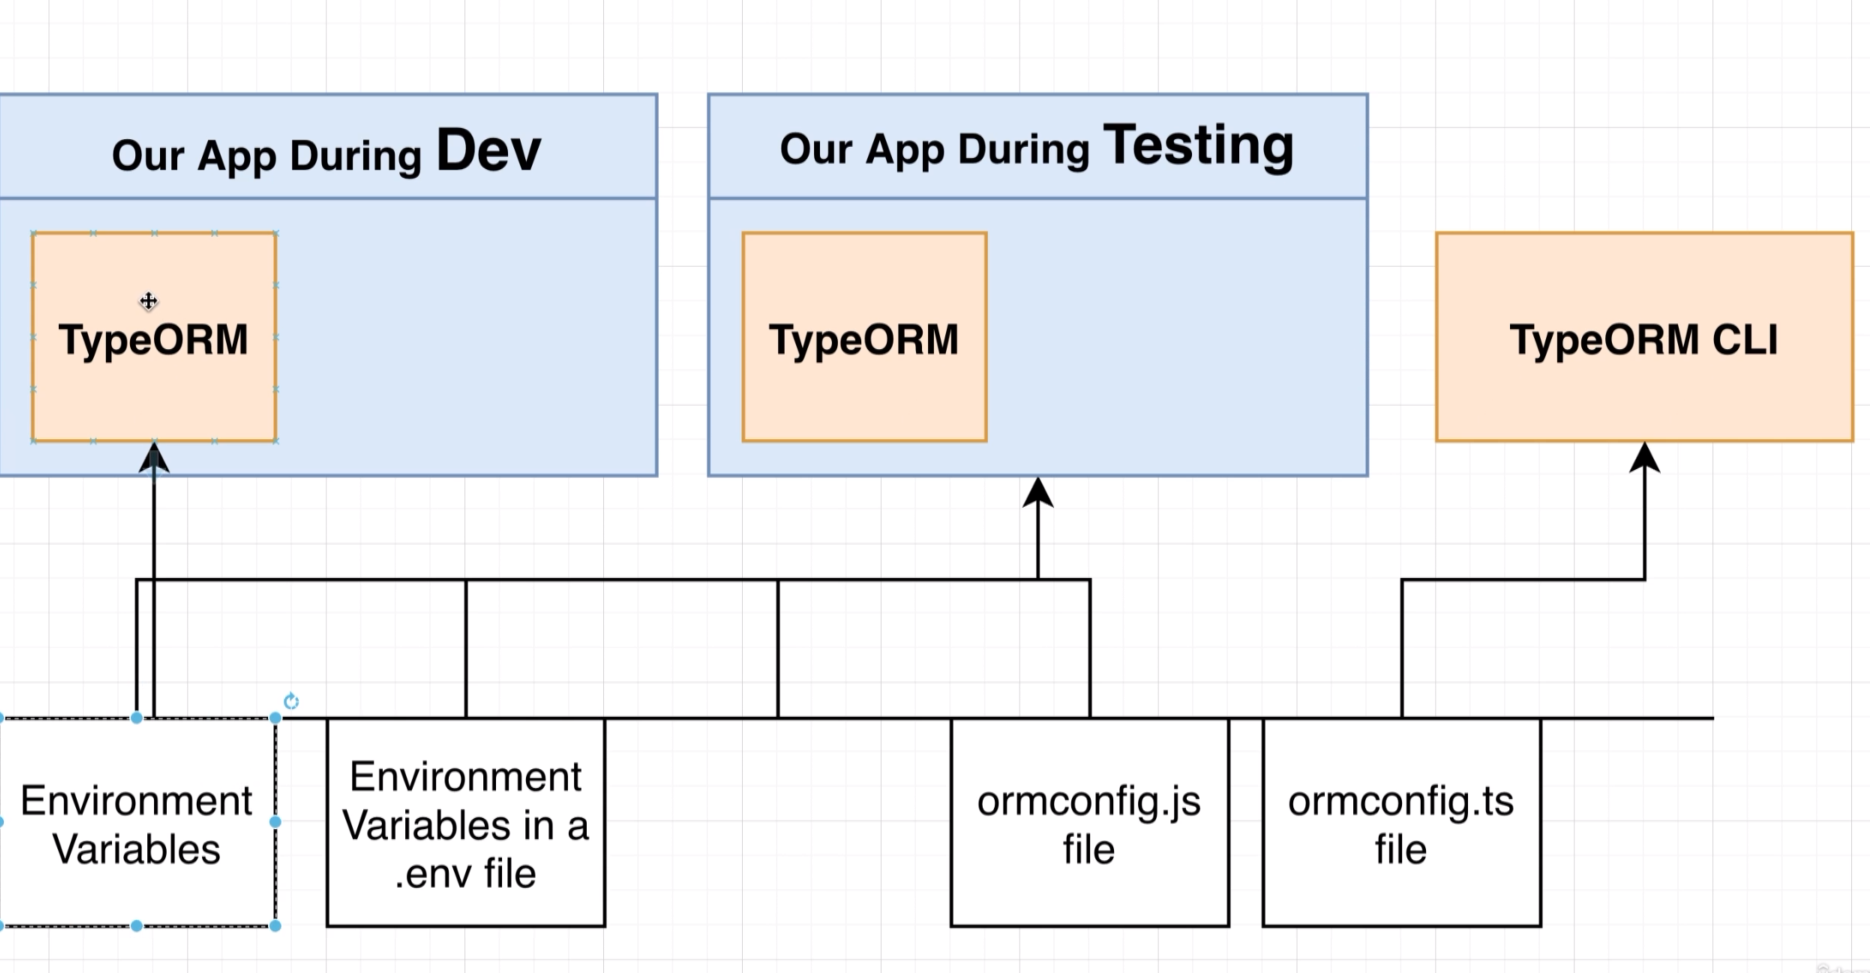 Our App During Dev
Our App During Testing
TypeORM
TypeORM
TypeORM CLI
Environment
Variables
Environment
Variables in a
.env file
ormconfig.js
file
ormconfig.ts
file